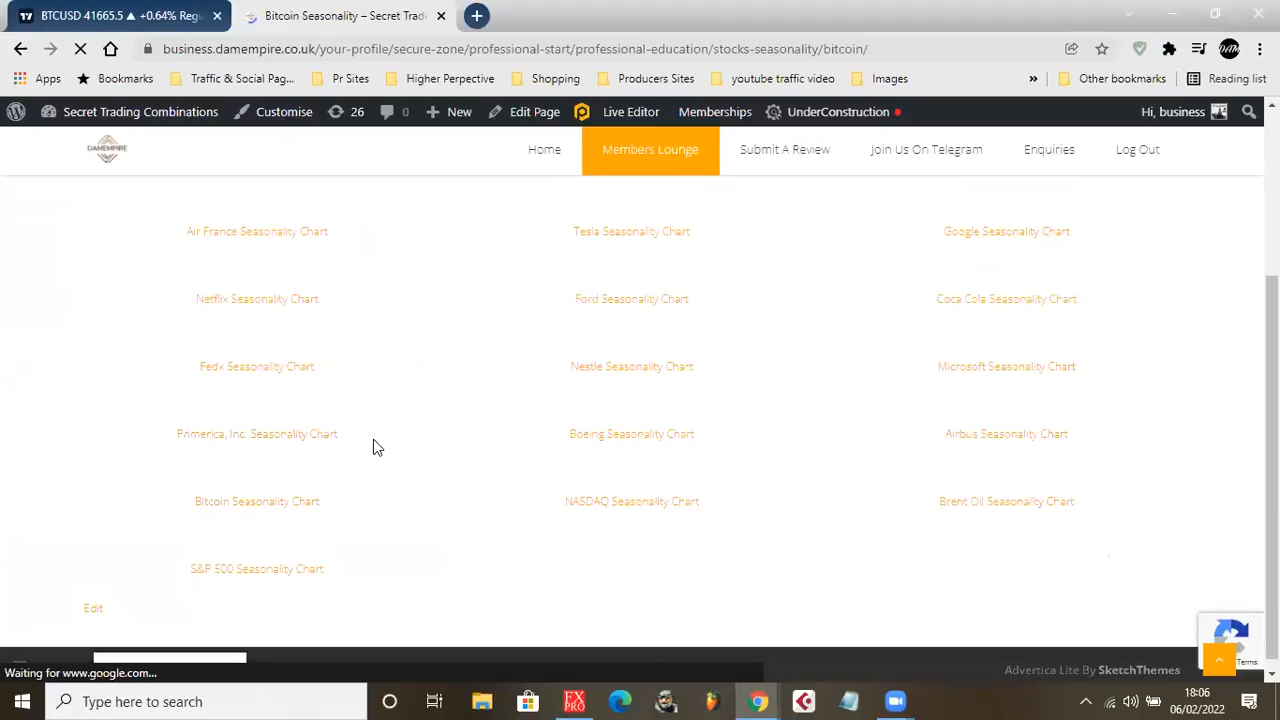 BTCUSD 41665.5 ▲ +0.64% Regu
Bitcoin Seasonality – Secret Trad
business.damempire.co.uk/your-profile/secure-zone/professional-start/professional-education/stocks-seasonality/bitcoin/
Apps Bookmarks Traffic & Social Pag... Pr Sites Higher Perpective Shopping Producers Sites youtube traffic video Images » Other bookmarks Reading list
Secret Trading Combinations Customise 26 0 New Edit Page Live Editor Memberships UnderConstruction Hi, business
DAMEMPIRE Home Members Lounge Submit A Review Join Us On Telegram Enquiries Log Out
Air France Seasonality Chart Tesla Seasonality Chart Google Seasonality Chart
Netflix Seasonality Chart Ford Seasonality Chart Coca Cola Seasonality Chart
Fedx Seasonality Chart Nestle Seasonality Chart Microsoft Seasonality Chart
Primerica, Inc. Seasonality Chart Boeing Seasonality Chart Airbus Seasonality Chart
Bitcoin Seasonality Chart NASDAQ Seasonality Chart Brent Oil Seasonality Chart
S&P 500 Seasonality Chart
Edit
Terms
Advertica Lite By SketchThemes
Waiting for www.google.com...
Type here to search
FX PRO
18:06
06/02/2022